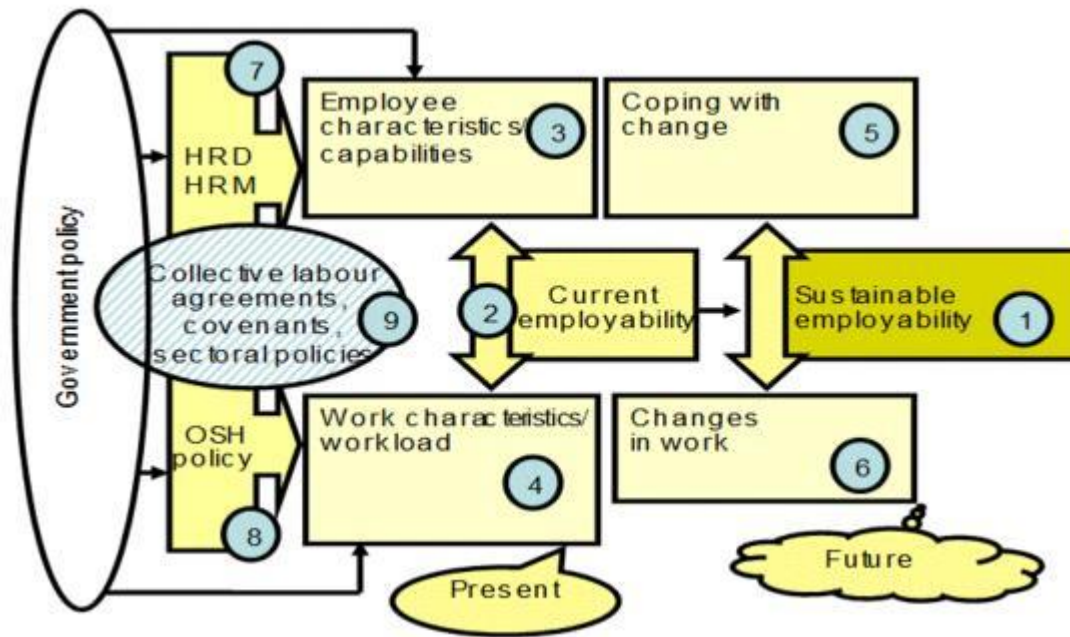 Government policy
7
HRD
HRM
Employee
characteristics/
capabilities
3
Coping with
change
5
Collective labour
agreements,
covenants,
sectoral policies
9
2
Current
employability
Sustainable
employability
1
OSH
policy
8
Work characteristics/
workload
4
Changes
in work
6
Present
Future